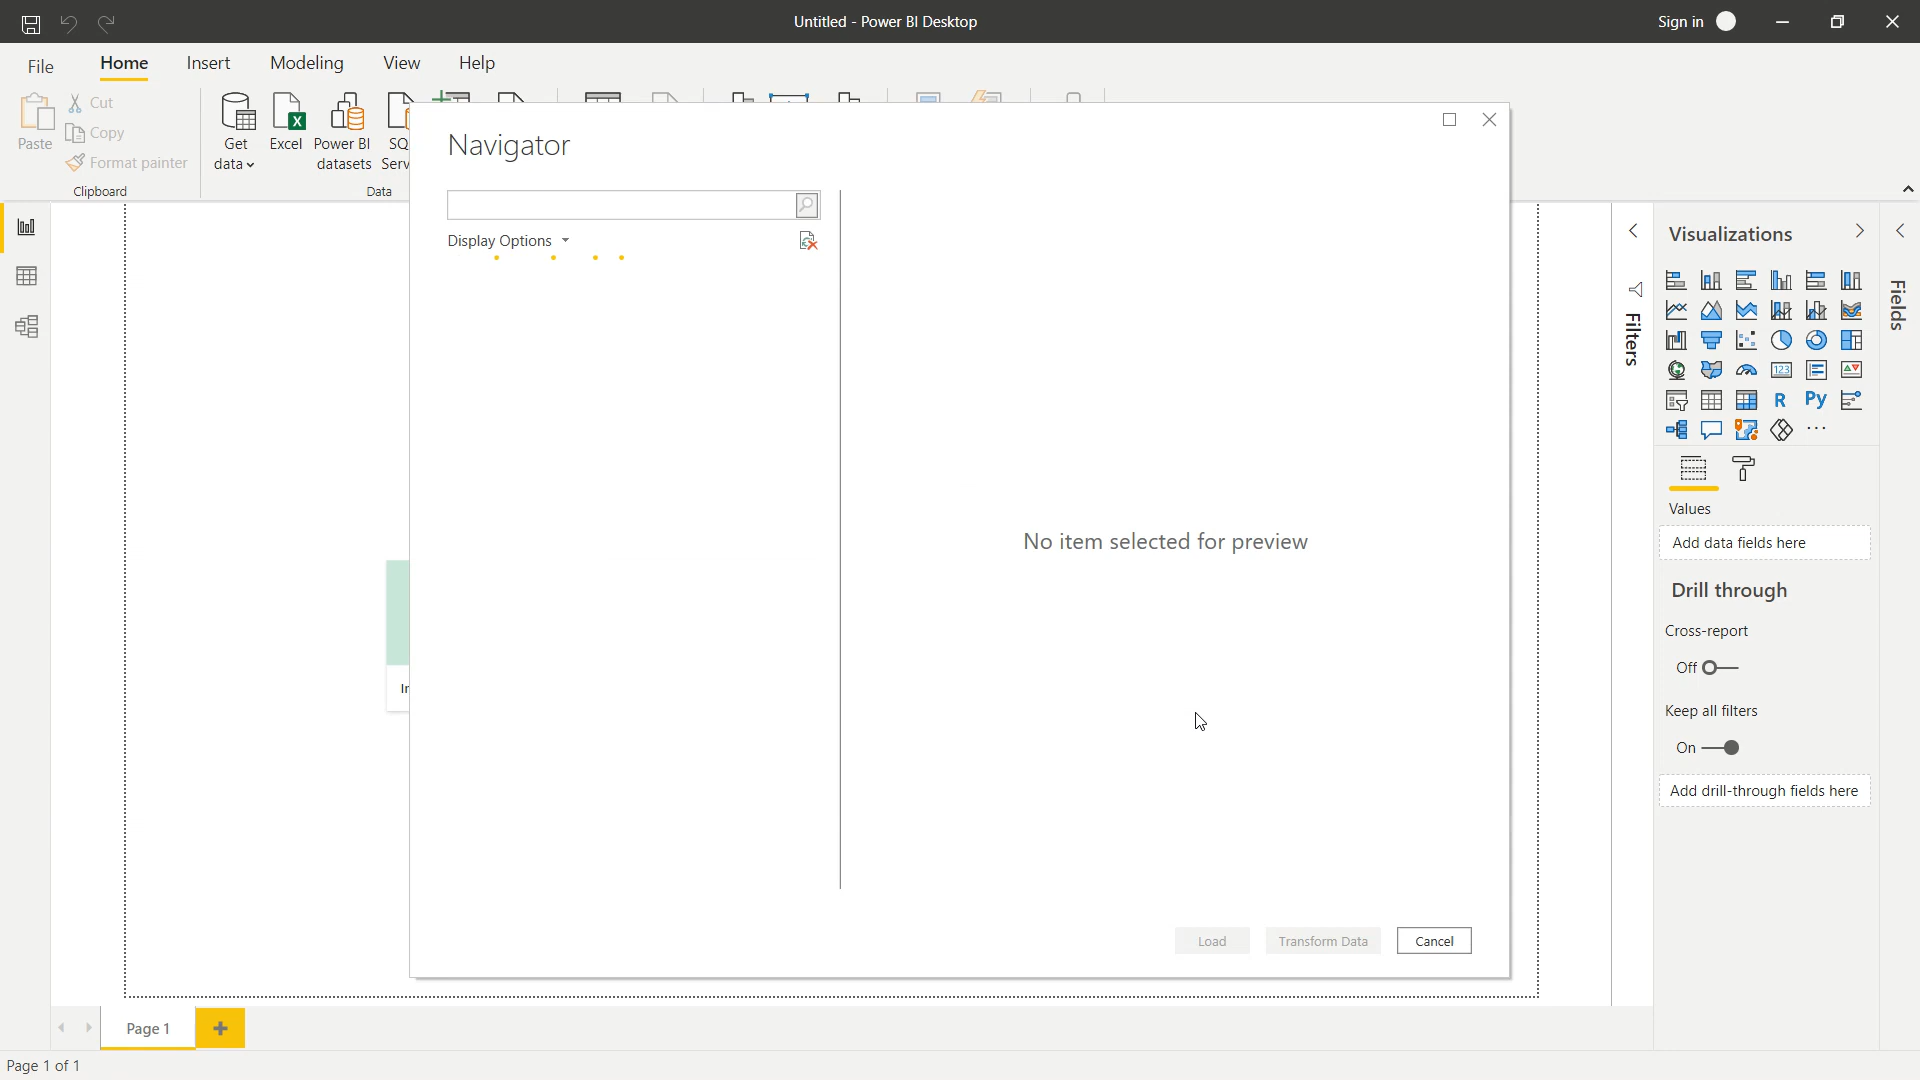 Untitled - Power BI Desktop
Sign in
File Home Insert Modeling View Help
Paste
Cut
Copy
Format painter
Clipboard
Get data
Excel
Power BI datasets
Data
Navigator
Display Options
No item selected for preview
Load Transform Data Cancel
Filters
Visualizations
123
R Py
Values
Add data fields here
Drill through
Cross-report
Off
Keep all filters
On
Add drill-through fields here
Fields
Page 1
Page 1 of 1